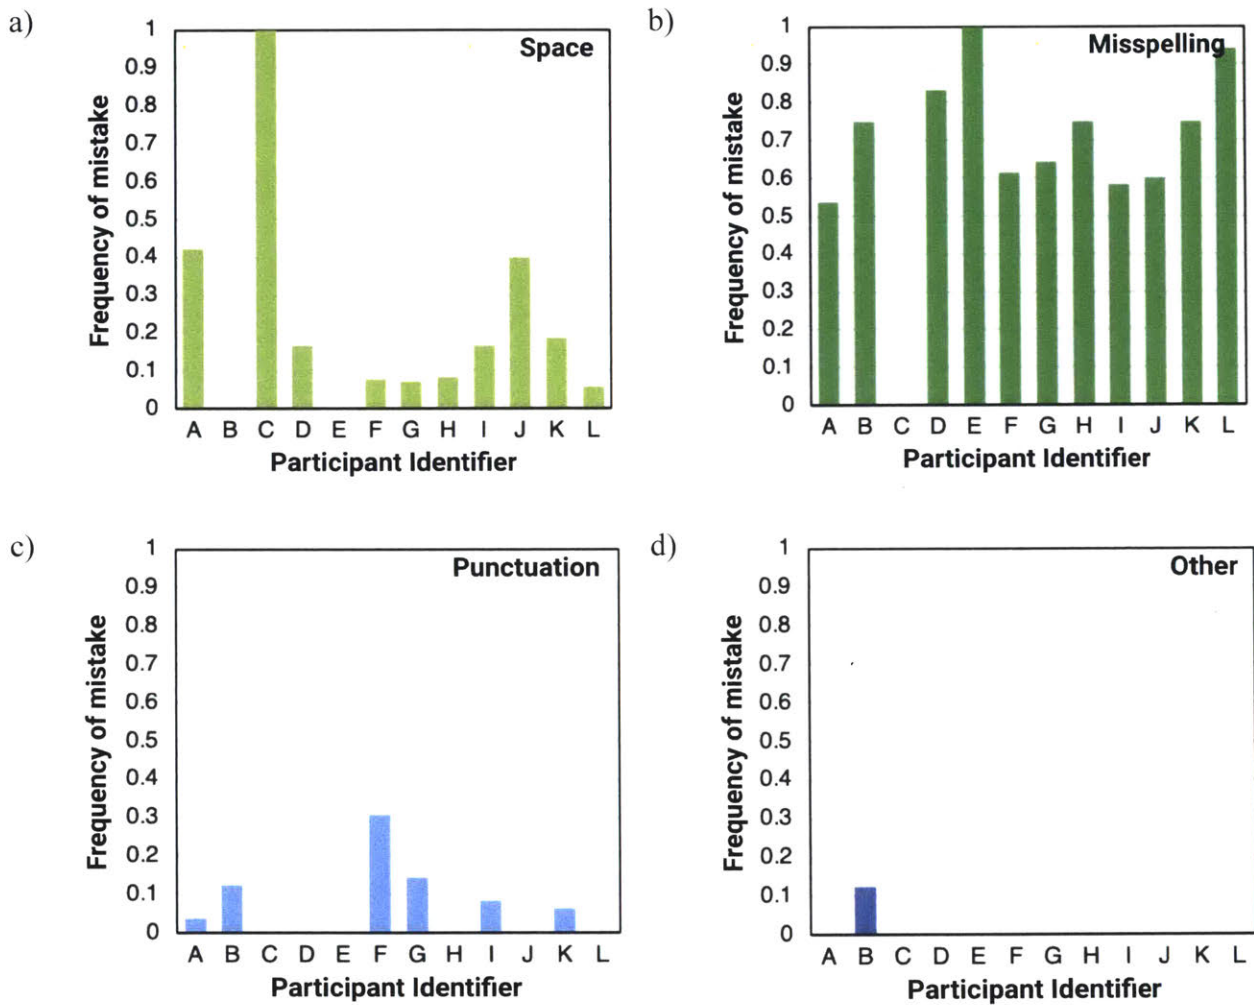 a)
Space
Frequency of mistake
1
0.9
0.8
0.7
0.6
0.5
0.4
0.3
0.2
0.1
0
A B C D E F G H I J K L
Participant Identifier
b)
Misspelling
Frequency of mistake
1
0.9
0.8
0.7
0.6
0.5
0.4
0.3
0.2
0.1
0
A B C D E F G H I J K L
Participant Identifier
c)
Punctuation
Frequency of mistake
1
0.9
0.8
0.7
0.6
0.5
0.4
0.3
0.2
0.1
0
A B C D E F G H I J K L
Participant Identifier
d)
Other
Frequency of mistake
1
0.9
0.8
0.7
0.6
0.5
0.4
0.3
0.2
0.1
0
A B C D E F G H I J K L
Participant Identifier